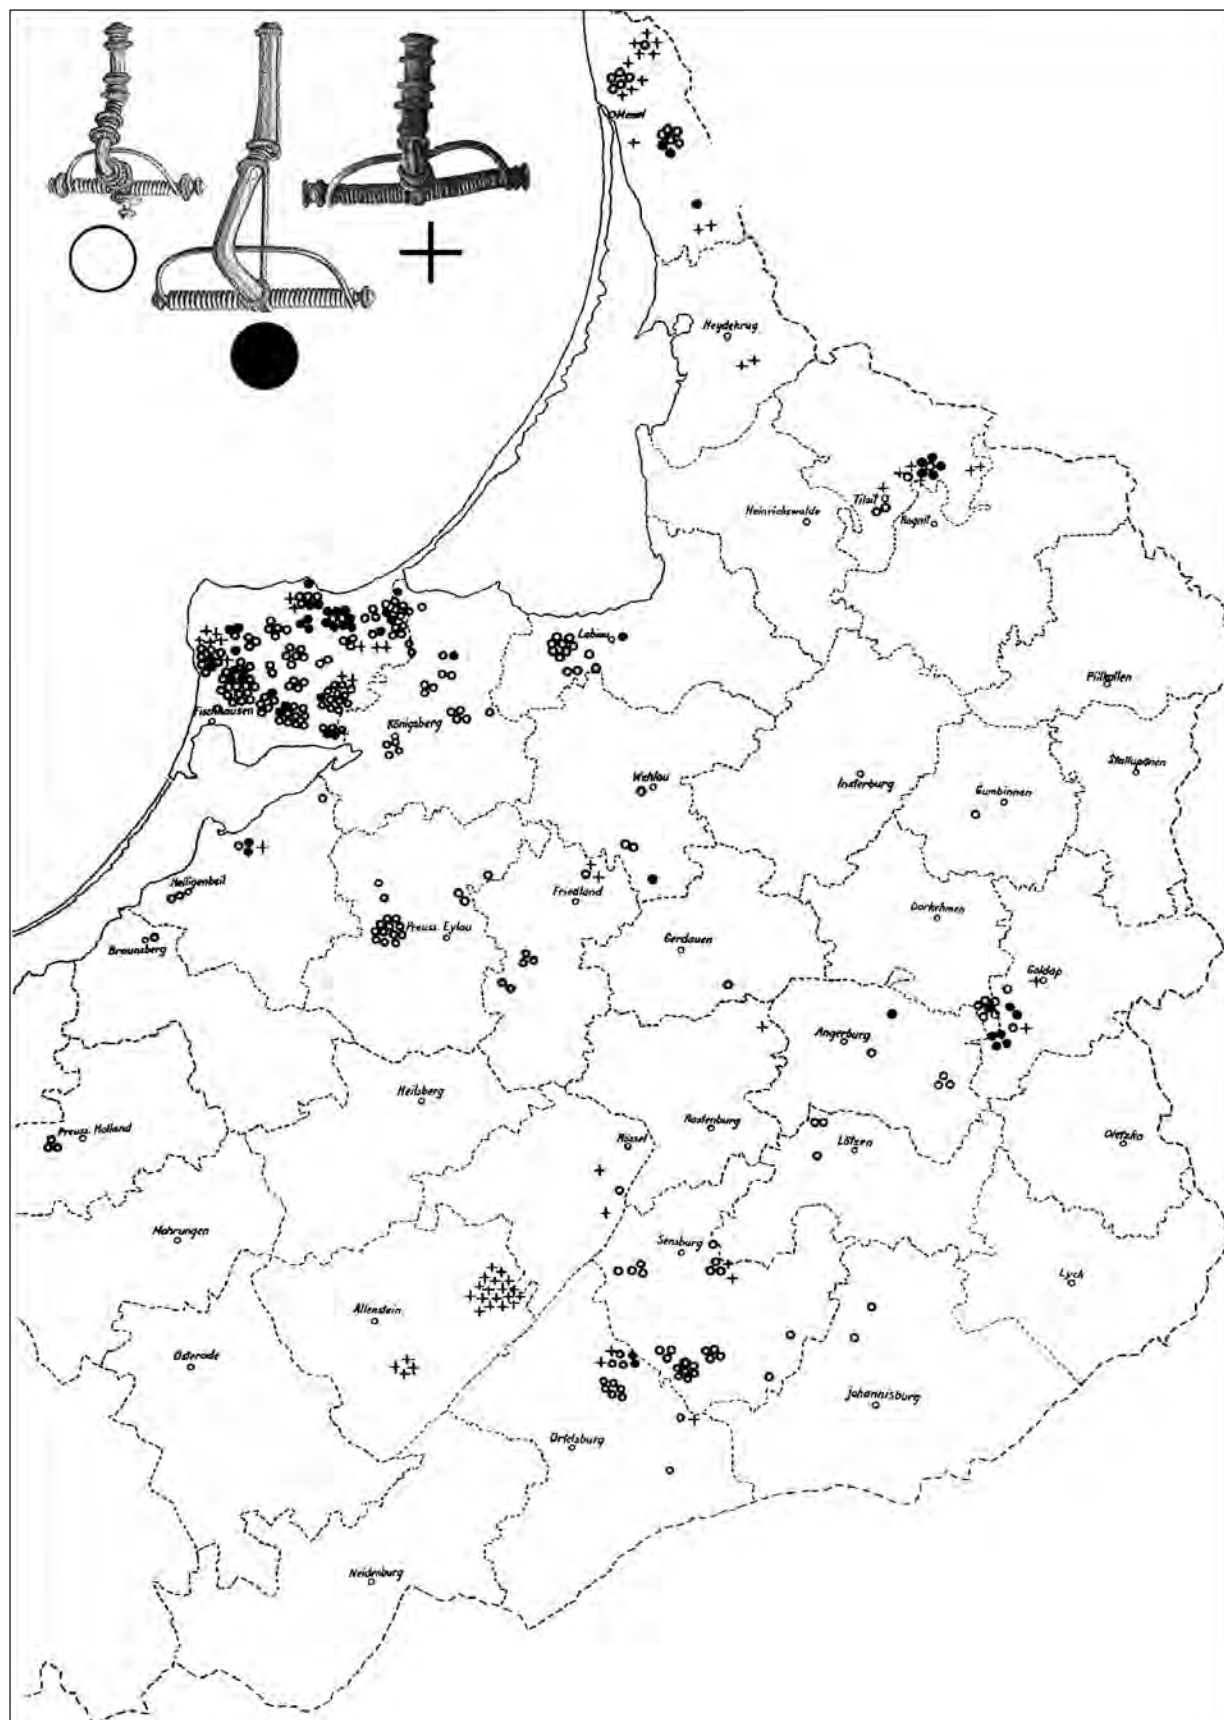 Memel
Heydekrug
Tilsit
Heinrichswalde
Ragnit
Labiau
Pillkallen
Fischhausen
Königsberg
Stallupönen
Wehlau
Insterburg
Gumbinnen
Heiligenbeil
Friedland
Darkehmen
Preuss. Eylau
Braunsberg
Gerdauen
Goldap
Angerburg
Heilsberg
Rastenburg
Preuss. Holland
Rössel
Lötzen
Oletzko
Mohrungen
Sensburg
Lyck
Allenstein
Osterode
Johannisburg
Ortelsburg
Neidenburg